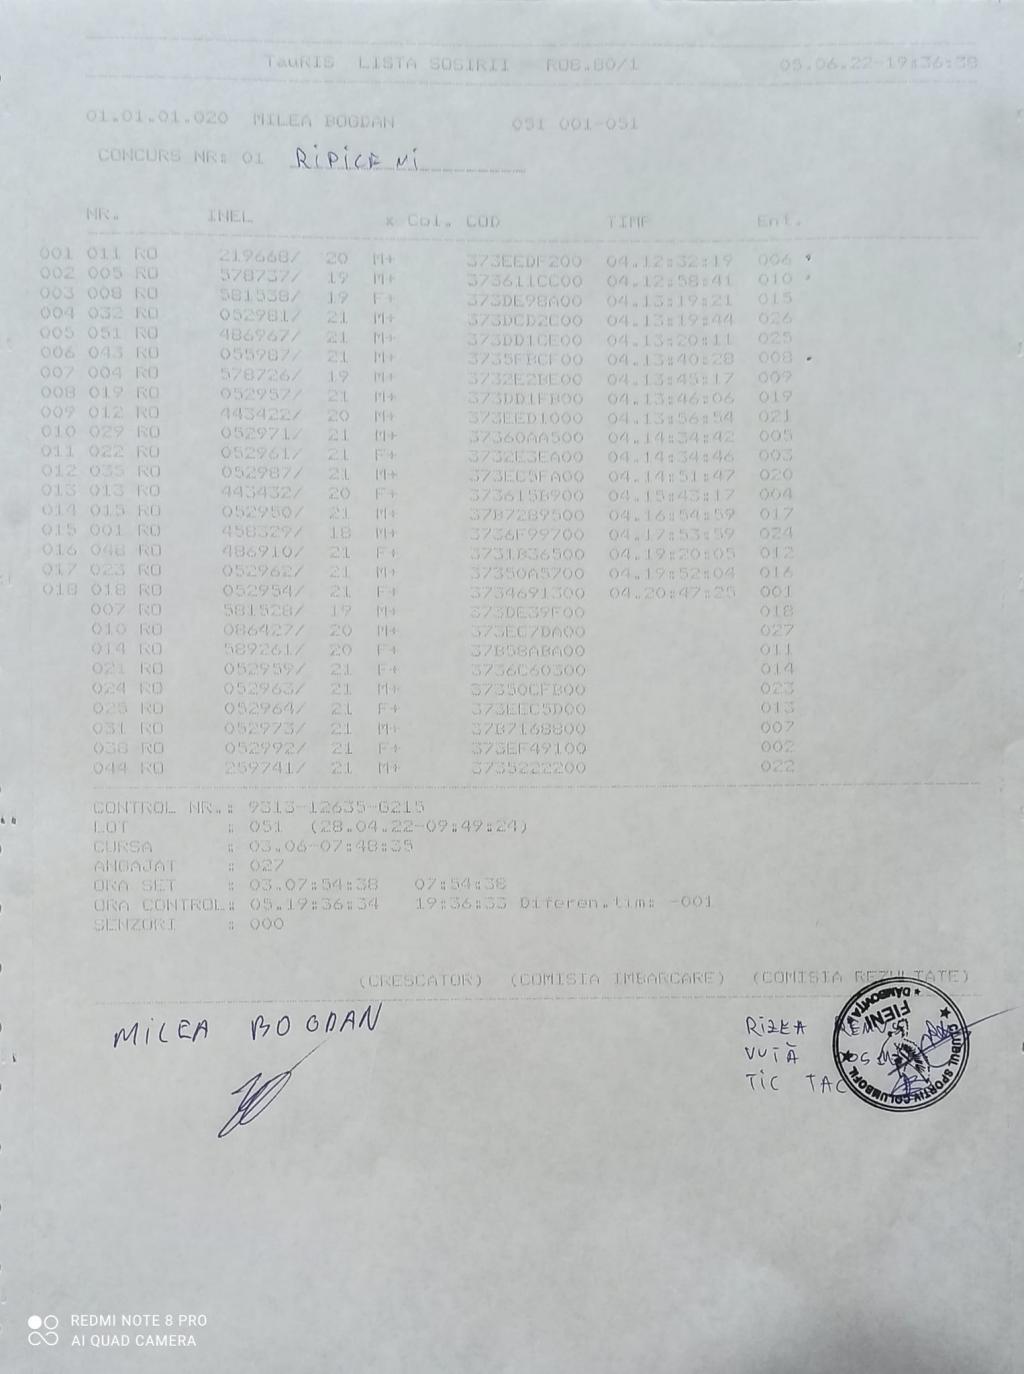 TauRIS LISTA SOSIRII RO8.80/1 05.06.22-19:36:38
01.01.01.020 MILEA BOGDAN 051 001-051
CONCURS NR: 01 RIPICENI
NR. INEL x Col. COD TIMP Ent.
001 011 RO 219668/ 20 M+ 373EEDF200 04.12:32:19 006
002 005 RO 578737/ 19 M+ 373611CC00 04.12:58:41 010
003 008 RO 581538/ 19 F+ 373DE98A00 04.13:19:21 015
004 032 RO 052981/ 21 M+ 373DCD2C00 04.13:19:44 026
005 051 RO 486967/ 21 M+ 373DD1CE00 04.13:20:11 025
006 043 RO 055987/ 21 M+ 3735FBCF00 04.13:40:28 008
007 004 RO 578726/ 19 M+ 3732E2BE00 04.13:45:17 009
008 019 RO 052957/ 21 M+ 373DD1FB00 04.13:46:06 019
009 012 RO 443422/ 20 M+ 373EED1000 04.13:56:54 021
010 029 RO 052971/ 21 M+ 37360AA500 04.14:34:42 005
011 022 RO 052961/ 21 F+ 3732E3EA00 04.14:34:46 003
012 035 RO 052987/ 21 M+ 373EC5FA00 04.14:51:47 020
013 013 RO 443432/ 20 F+ 373615B900 04.15:43:17 004
014 015 RO 052950/ 21 M+ 37B7289500 04.16:54:59 017
015 001 RO 458329/ 18 M+ 3736F99700 04.17:53:59 024
016 048 RO 486910/ 21 F+ 3731B36500 04.19:20:05 012
017 023 RO 052962/ 21 M+ 37350A5700 04.19:52:04 016
018 018 RO 052954/ 21 F+ 3734691300 04.20:47:25 001
007 RO 581528/ 19 M+ 373DE39F00 018
010 RO 086427/ 20 M+ 373EC7DA00 027
014 RO 589261/ 20 F+ 37B58ABA00 011
021 RO 052959/ 21 F+ 3736C60300 014
024 RO 052963/ 21 M+ 37350CFB00 023
025 RO 052964/ 21 F+ 373EEC5D00 013
031 RO 052973/ 21 M+ 37B7168800 007
038 RO 052992/ 21 F+ 373EF49100 002
044 RO 259741/ 21 M+ 3735222200 022
CONTROL NR.: 9313-12635-G215
LOT : 051 (28.04.22-09:49:24)
CURSA : 03.06-07:48:35
ANGAJAT : 027
ORA SET : 03.07:54:38 07:54:38
ORA CONTROL: 05.19:36:34 19:36:33 Diferen.tim: -001
SENZORI : 000
(CRESCATOR) (COMISIA IMBARCARE) (COMISIA REZULTATE)
MILEA BOGDAN
RIZEA
VUIĂ
TIC TAC
CLUBUL SPORTIV COLUMBOFIL
FIENI
DÂMBOVIȚA
REDMI NOTE 8 PRO
AI QUAD CAMERA